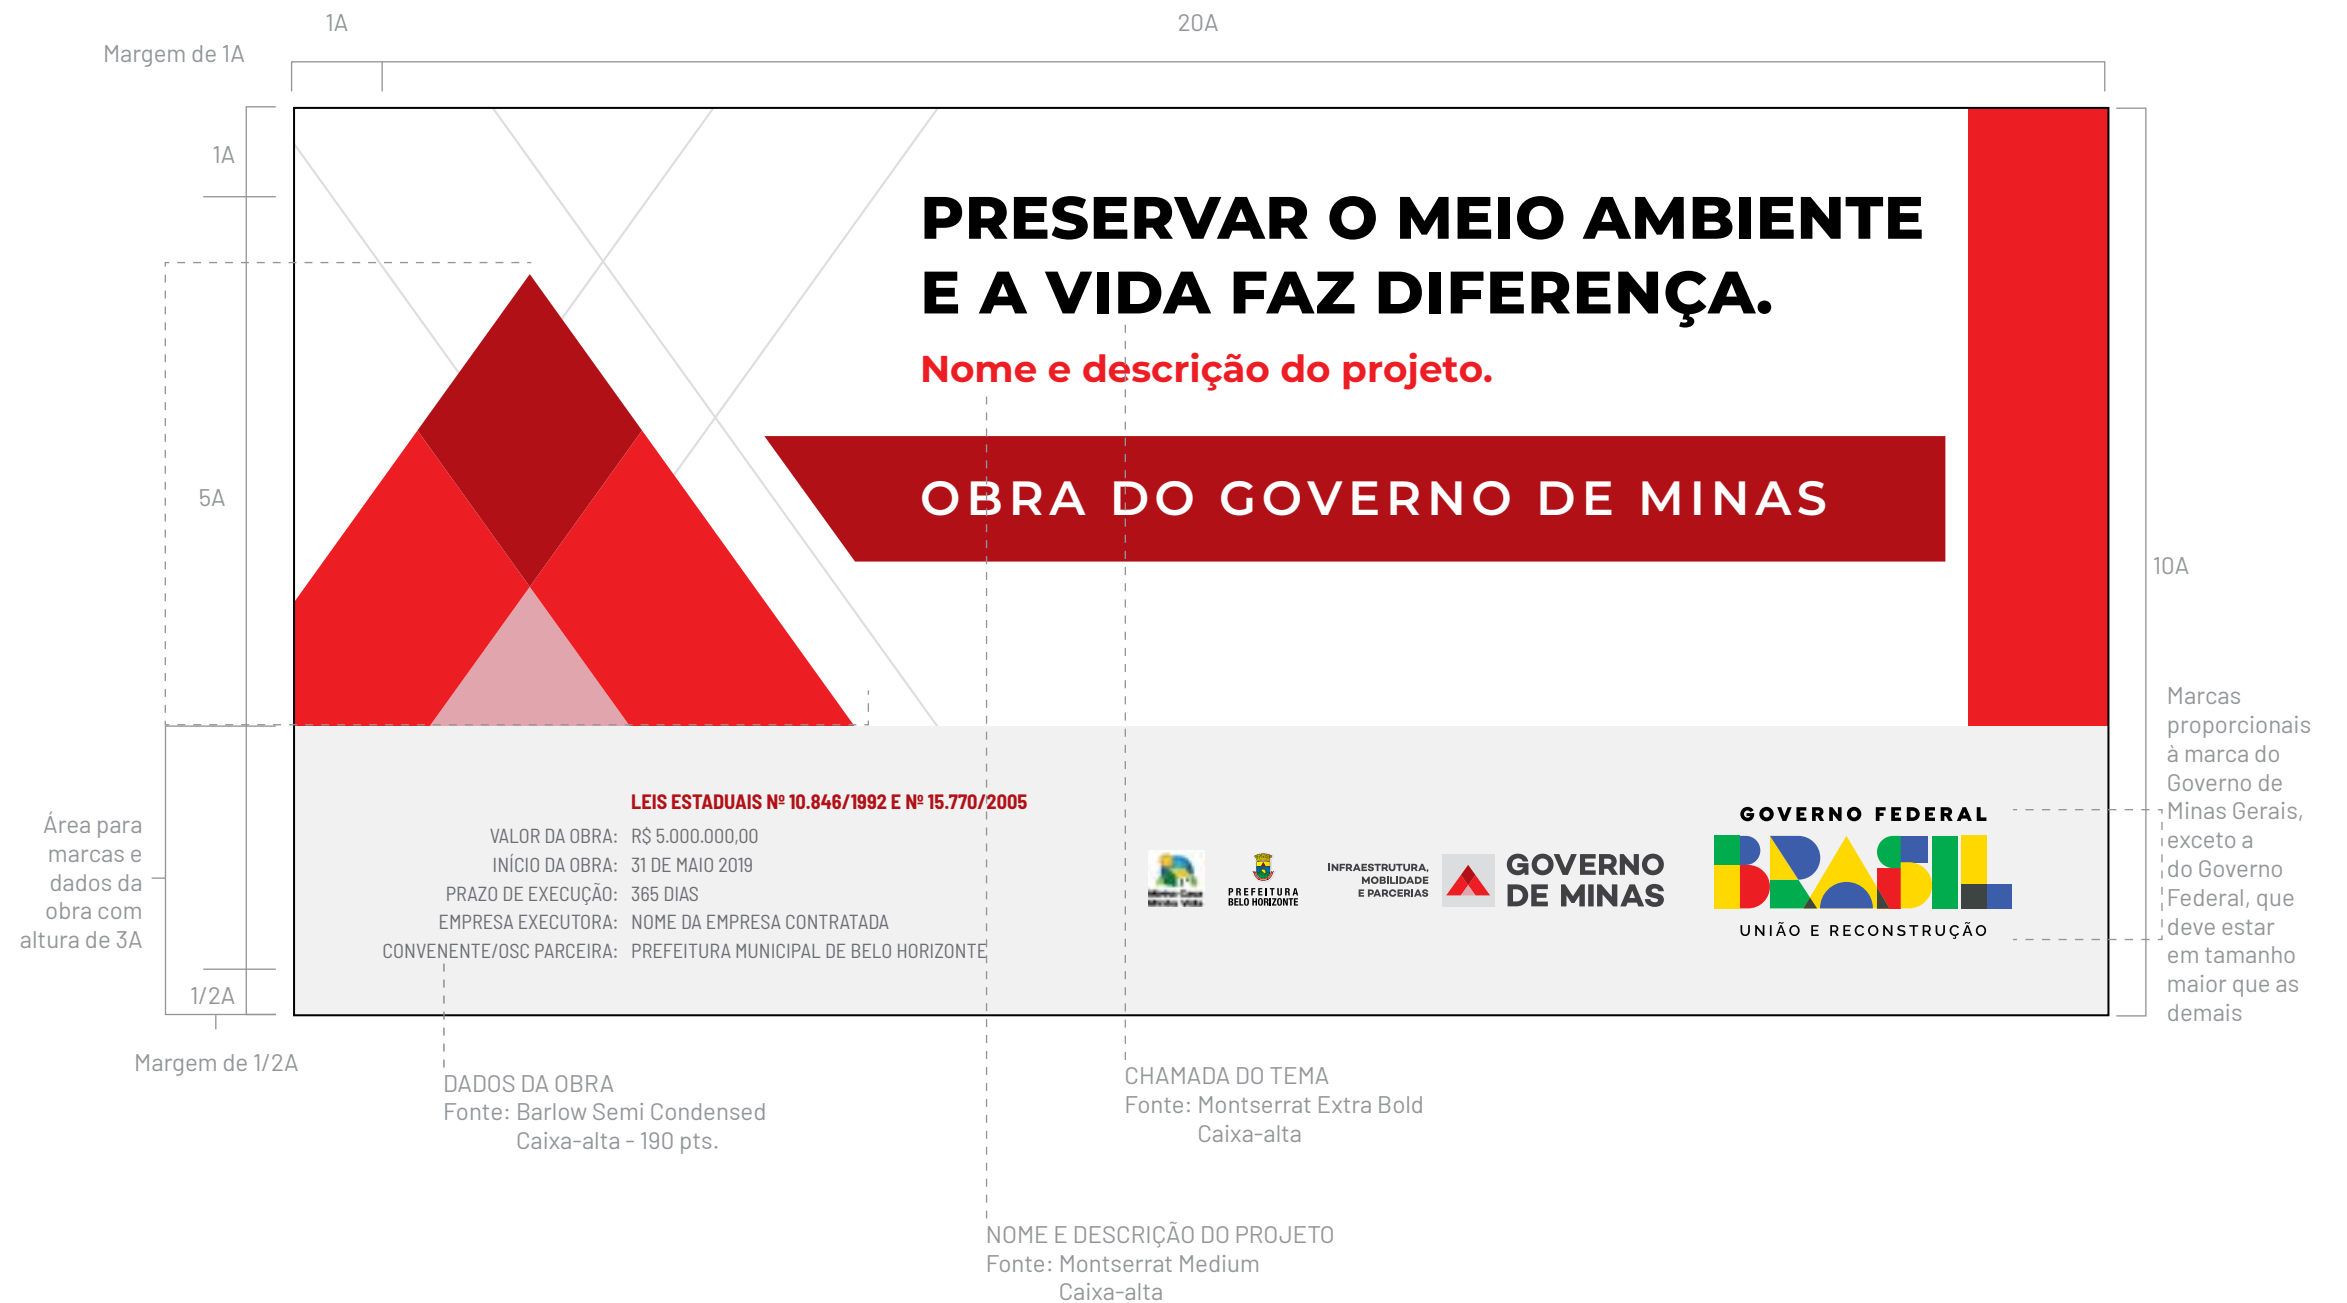 1A
20A
Margem de 1A
1A
PRESERVAR O MEIO AMBIENTE
E A VIDA FAZ DIFERENÇA.
Nome e descrição do projeto.
5A
OBRA DO GOVERNO DE MINAS
10A
Marcas
proporcionais
à marca do
Governo de
Minas Gerais,
exceto a
do Governo
Federal, que
deve estar
em tamanho
maior que as
demais
Área para
marcas e
dados da
obra com
altura de 3A
LEIS ESTADUAIS Nº 10.846/1992 E Nº 15.770/2005
VALOR DA OBRA: R$ 5.000.000,00
INÍCIO DA OBRA: 31 DE MAIO 2019
PRAZO DE EXECUÇÃO: 365 DIAS
EMPRESA EXECUTORA: NOME DA EMPRESA CONTRATADA
CONVENENTE/OSC PARCEIRA: PREFEITURA MUNICIPAL DE BELO HORIZONTE
Minha Casa
Minha Vida
PREFEITURA
BELO HORIZONTE
INFRAESTRUTURA,
MOBILIDADE
E PARCERIAS
GOVERNO
DE MINAS
GOVERNO FEDERAL
BRASIL
UNIÃO E RECONSTRUÇÃO
1/2A
Margem de 1/2A
DADOS DA OBRA
Fonte: Barlow Semi Condensed
Caixa-alta - 190 pts.
CHAMADA DO TEMA
Fonte: Montserrat Extra Bold
Caixa-alta
NOME E DESCRIÇÃO DO PROJETO
Fonte: Montserrat Medium
Caixa-alta